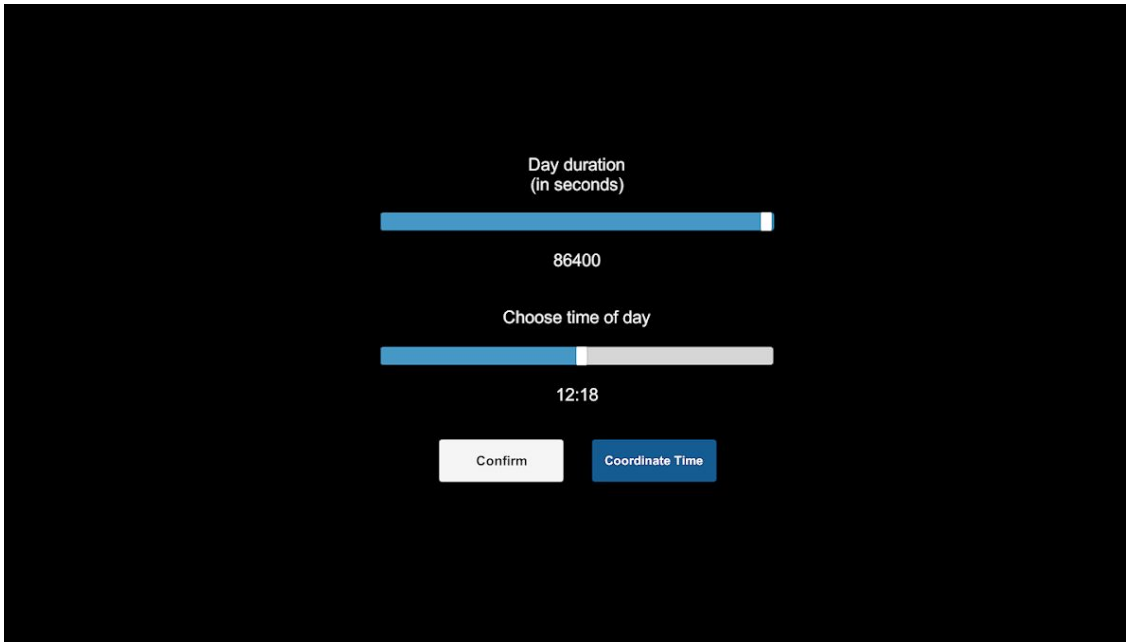 Day duration
(in seconds)
86400
Choose time of day
12:18
Confirm
Coordinate Time